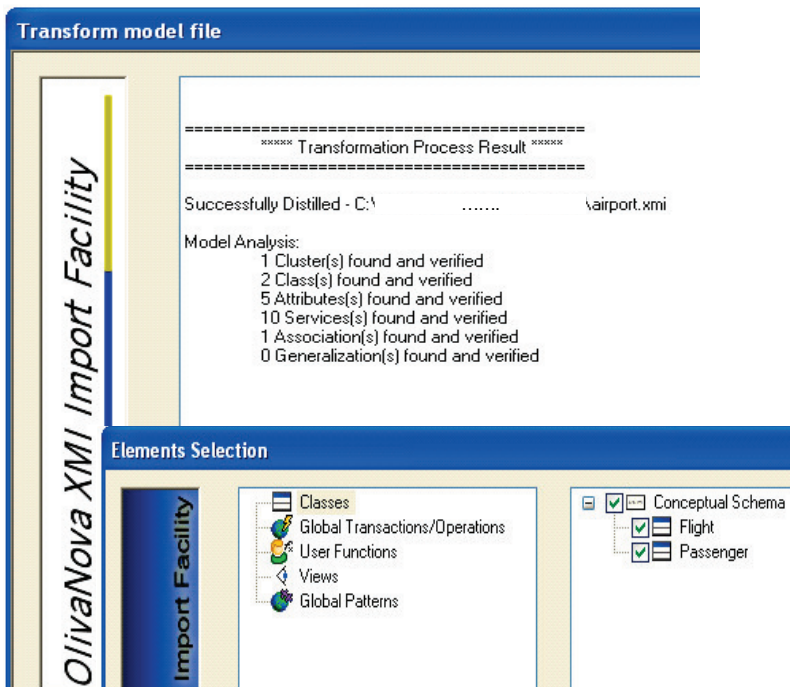 Transform model file
OlivaNova XMI Import Facility
==========================================
***** Transformation Process Result *****
==========================================
Successfully Distilled - C:\ ....... \airport.xmi
Model Analysis:
1 Cluster(s) found and verified
2 Class(s) found and verified
5 Attributes(s) found and verified
10 Services(s) found and verified
1 Association(s) found and verified
0 Generalization(s) found and verified
Elements Selection
Import Facility
Classes
Global Transactions/Operations
User Functions
Views
Global Patterns
Conceptual Schema
Flight
Passenger